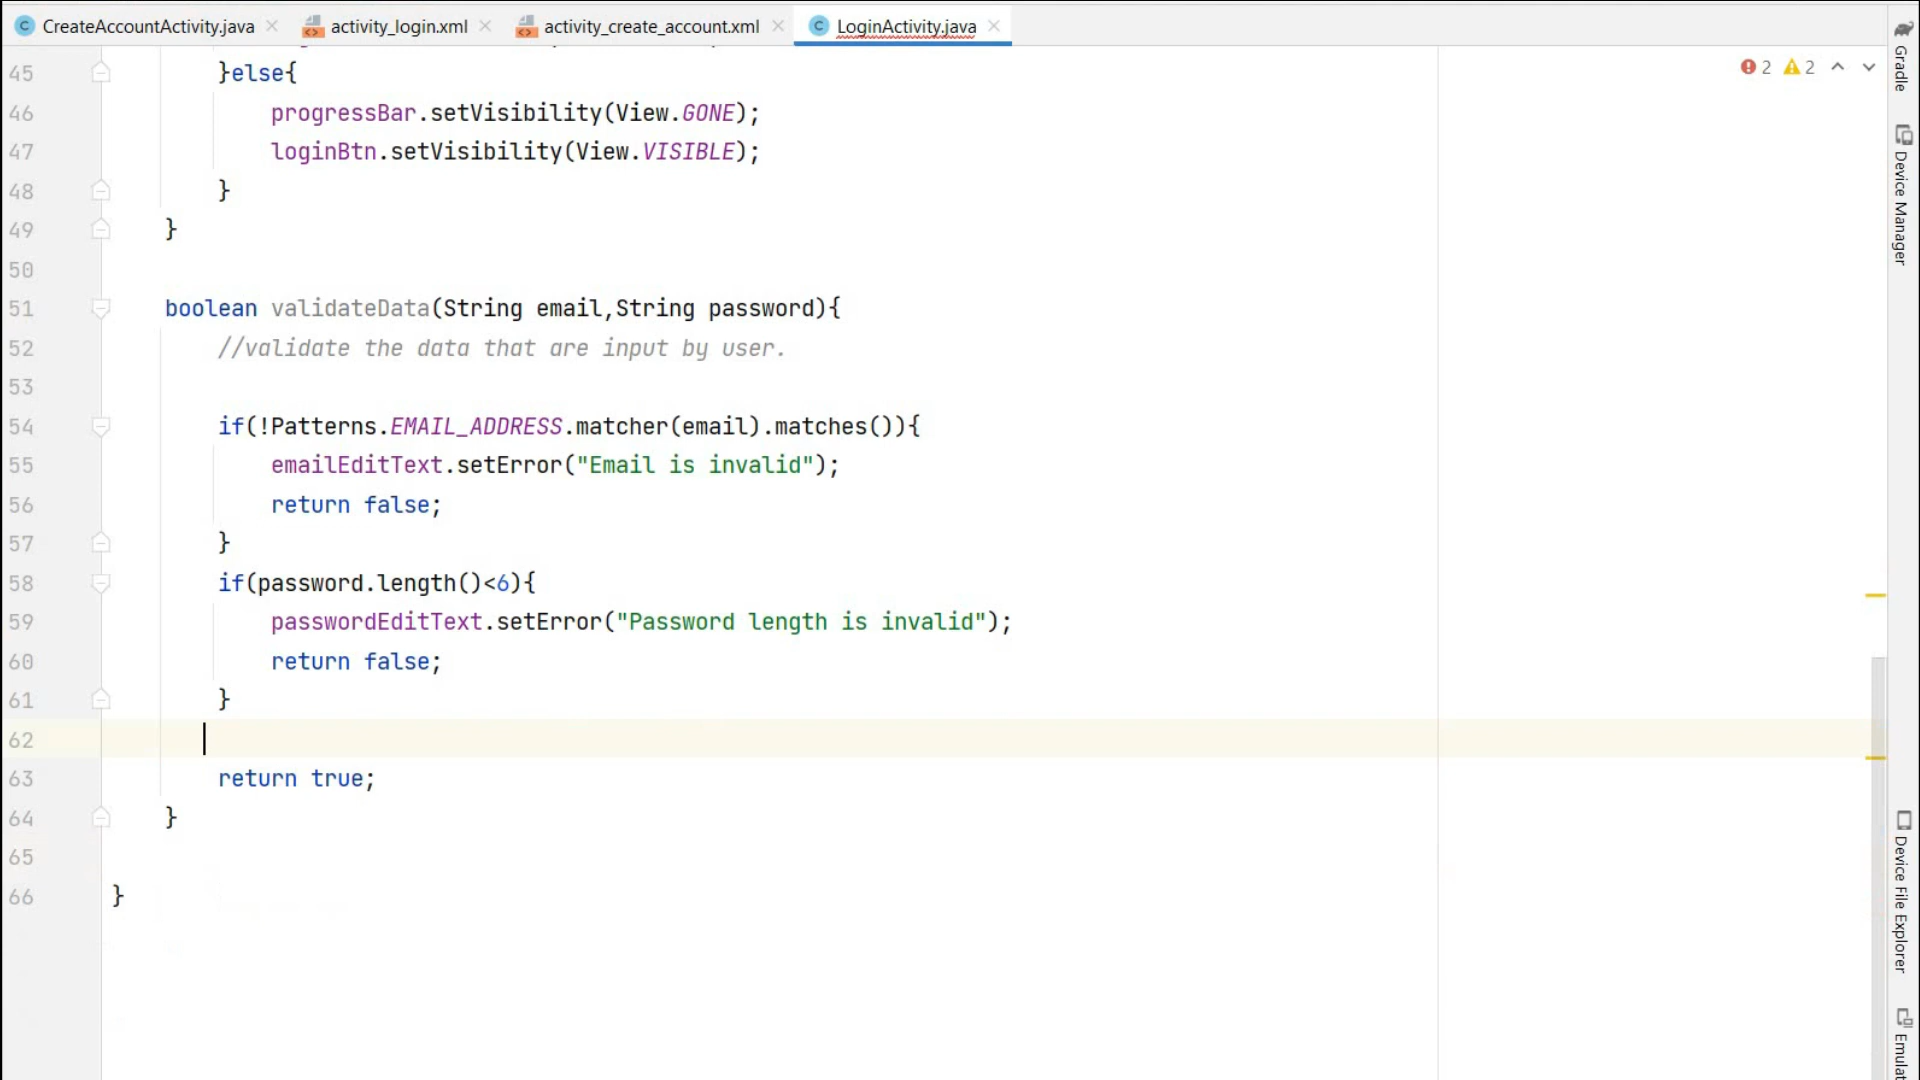 CreateAccountActivity.java activity_login.xml activity_create_account.xml LoginActivity.java
2 2
45 }else{
46 progressBar.setVisibility(View.GONE);
47 loginBtn.setVisibility(View.VISIBLE);
48 }
49 }
50
51 boolean validateData(String email,String password){
52 //validate the data that are input by user.
53
54 if(!Patterns.EMAIL_ADDRESS.matcher(email).matches()){
55 emailEditText.setError("Email is invalid");
56 return false;
57 }
58 if(password.length()<6){
59 passwordEditText.setError("Password length is invalid");
60 return false;
61 }
62
63 return true;
64 }
65
66 }
Gradle
Device Manager
Device File Explorer